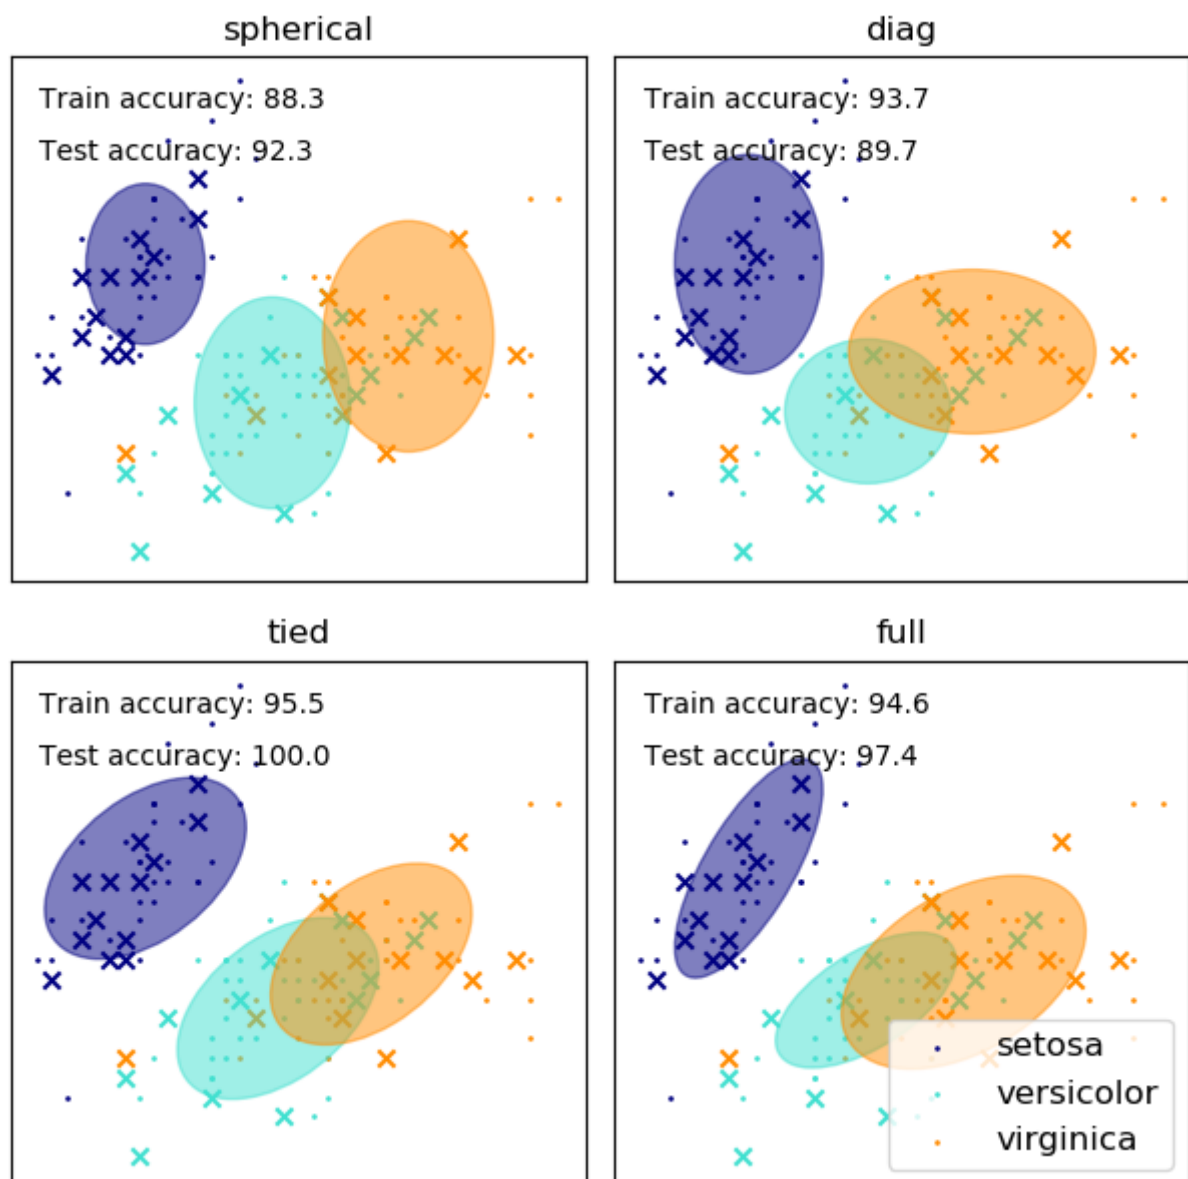 spherical
Train accuracy: 88.3
Test accuracy: 92.3
diag
Train accuracy: 93.7
Test accuracy: 89.7
tied
Train accuracy: 95.5
Test accuracy: 100.0
full
Train accuracy: 94.6
Test accuracy: 97.4
setosa
versicolor
virginica